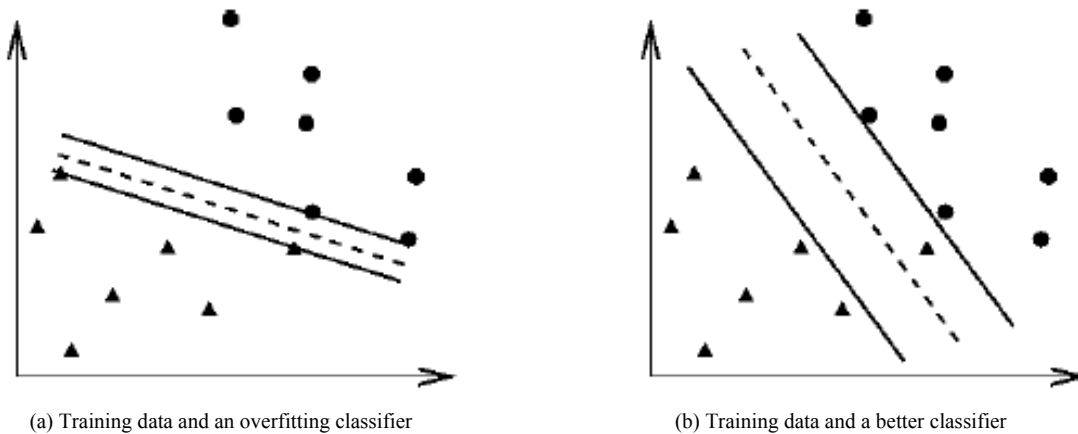 (a) Training data and an overfitting classifier
(b) Training data and a better classifier